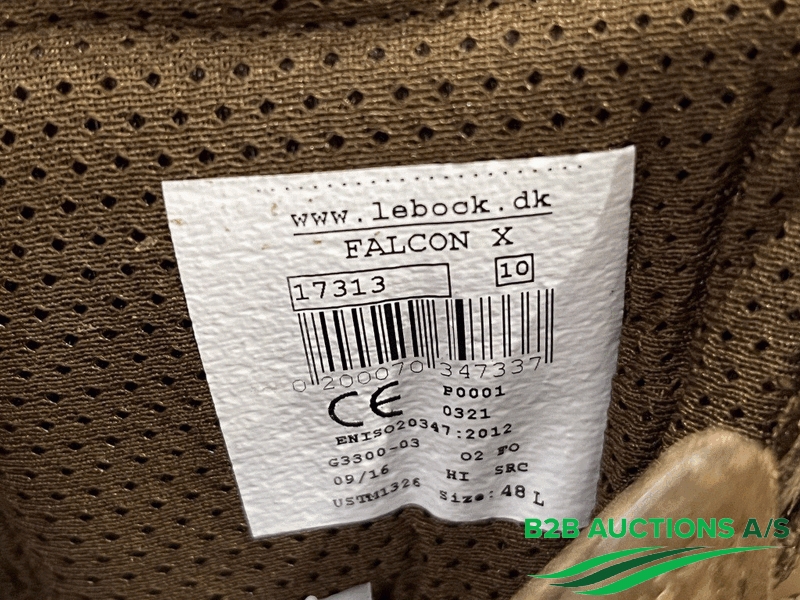 www.lebock.dk
FALCON X
17313 10
0 200070 347337
CE P0001
0321
ENISO20347:2012
G3300-03 O2 FO
09/16 HI SRC
USTM1326 Size: 48 L
B2B AUCTIONS A/S